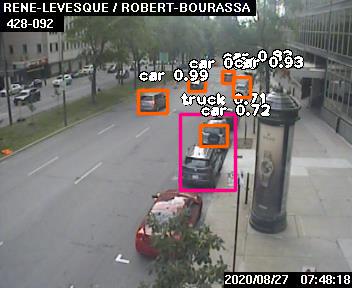 RENE-LEVESQUE / ROBERT-BOURASSA
428-092
car 0.99
car 0.93
truck 0.71
car 0.72
2020/08/27 07:48:18